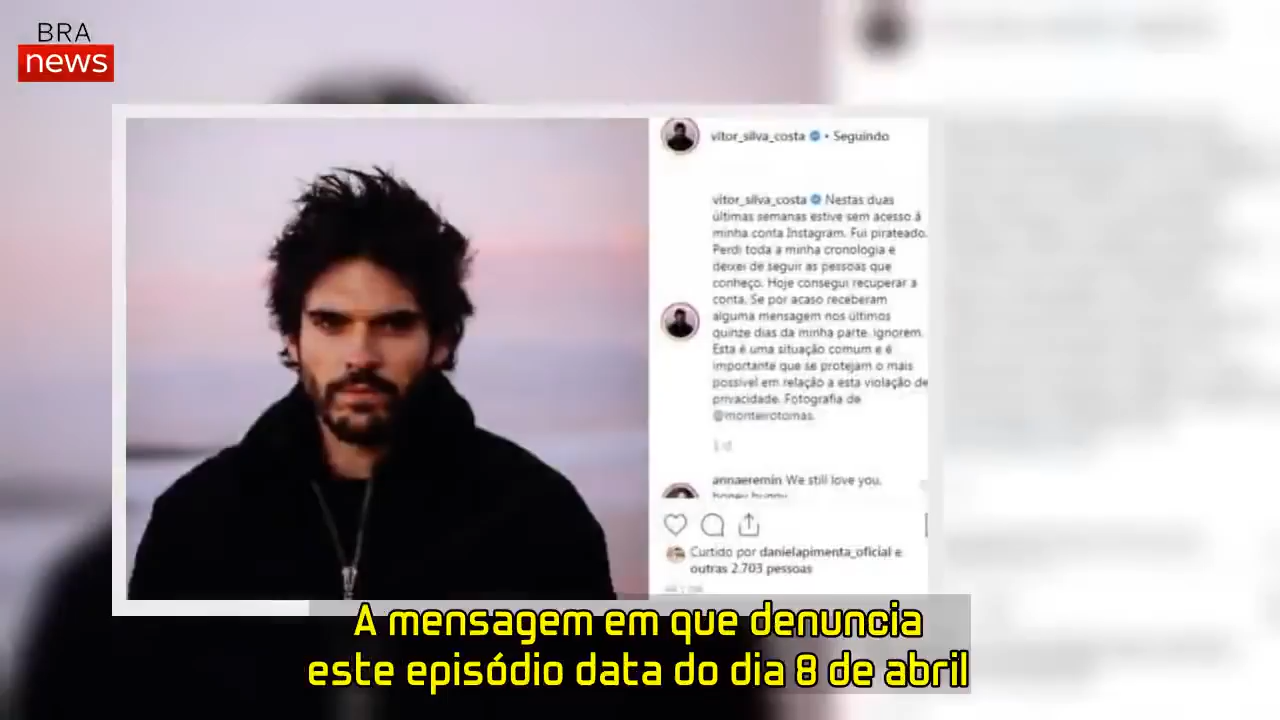 BRA
news
vitor_silva_costa • Seguindo
vitor_silva_costa Nestas duas
últimas semanas estive sem acesso à
minha conta Instagram. Fui pirateado.
Perdi toda a minha cronologia e
deixei de seguir as pessoas que
conheço. Hoje consegui recuperar a
conta. Se por acaso receberam
alguma mensagem nos últimos
quinze dias da minha parte, ignorem.
Esta é uma situação comum e é
importante que se protejam o mais
possível em relação a esta violação de
privacidade. Fotografia de
@monteirotomas.
annaeremin We still love you,
honey bunny
Curtido por danielapimenta_oficial e
outras 2.703 pessoas
A mensagem em que denuncia
este episódio data do dia 8 de abril